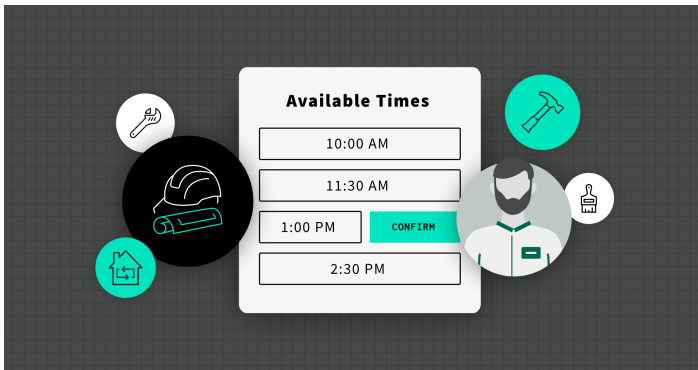 Available Times
10:00 AM
11:30 AM
1:00 PM CONFIRM
2:30 PM